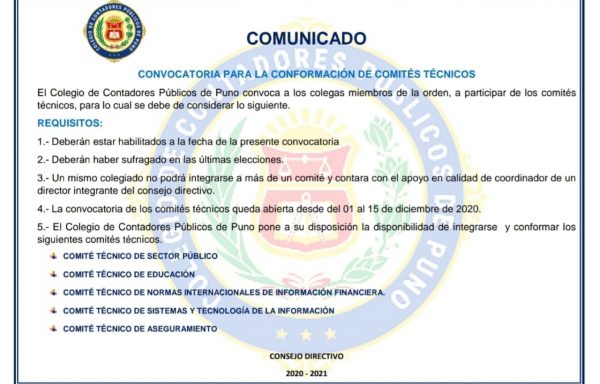 COLEGIO DE CONTADORES PÚBLICOS DE PUNO
COMUNICADO
CONVOCATORIA PARA LA CONFORMACIÓN DE COMITÉS TÉCNICOS
El Colegio de Contadores Públicos de Puno convoca a los colegas miembros de la orden, a participar de los comités
técnicos, para lo cual se debe de considerar lo siguiente.
REQUISITOS:
1.- Deberán estar habilitados a la fecha de la presente convocatoria
2.- Deberán haber sufragado en las últimas elecciones.
3.- Un mismo colegiado no podrá integrarse a más de un comité y contara con el apoyo en calidad de coordinador de un
director integrante del consejo directivo.
4.- La convocatoria de los comités técnicos queda abierta desde del 01 al 15 de diciembre de 2020.
5.- El Colegio de Contadores Públicos de Puno pone a su disposición la disponibilidad de integrarse y conformar los
siguientes comités técnicos.
COMITÉ TÉCNICO DE SECTOR PÚBLICO
COMITÉ TÉCNICO DE EDUCACIÓN
COMITÉ TÉCNICO DE NORMAS INTERNACIONALES DE INFORMACIÓN FINANCIERA.
COMITÉ TÉCNICO DE SISTEMAS Y TECNOLOGÍA DE LA INFORMACIÓN
COMITÉ TÉCNICO DE ASEGURAMIENTO
CONSEJO DIRECTIVO
2020 - 2021
COLEGIO DE CONTADORES PÚBLICOS DE PUNO